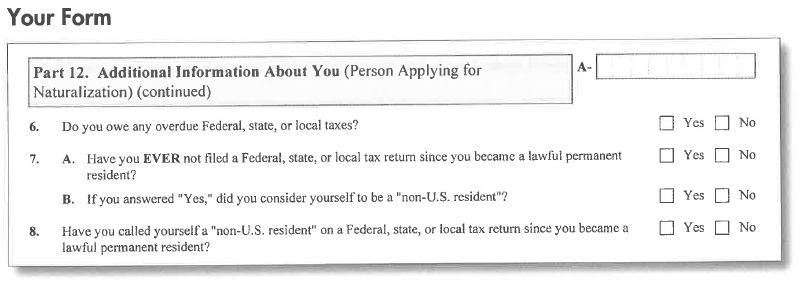 Your Form
Part 12. Additional Information About You (Person Applying for
Naturalization) (continued)
A-
6. Do you owe any overdue Federal, state, or local taxes? Yes No
7. A. Have you EVER not filed a Federal, state, or local tax return since you became a lawful permanent Yes No
resident?
B. If you answered "Yes," did you consider yourself to be a "non-U.S. resident"? Yes No
8. Have you called yourself a "non-U.S. resident" on a Federal, state, or local tax return since you became a Yes No
lawful permanent resident?